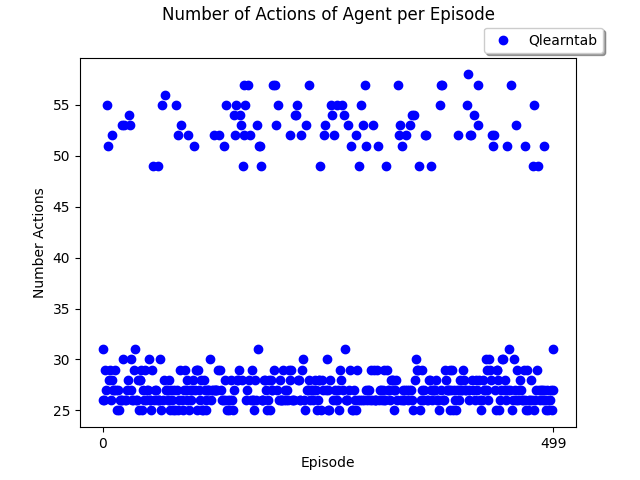 Number of Actions of Agent per Episode
Qlearntab
55
50
45
40
35
30
25
Number Actions
0
499
Episode